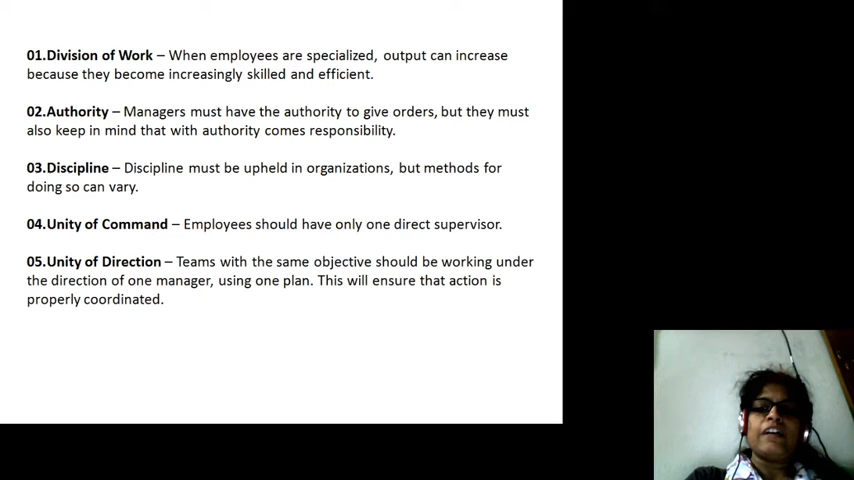 01.Division of Work – When employees are specialized, output can increase
because they become increasingly skilled and efficient.
02.Authority – Managers must have the authority to give orders, but they must
also keep in mind that with authority comes responsibility.
03.Discipline – Discipline must be upheld in organizations, but methods for
doing so can vary.
04.Unity of Command – Employees should have only one direct supervisor.
05.Unity of Direction – Teams with the same objective should be working under
the direction of one manager, using one plan. This will ensure that action is
properly coordinated.